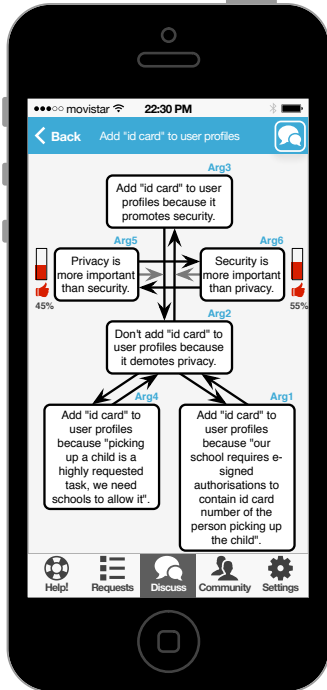 movistar 22:30 PM
Back Add "id card" to user profiles
Arg3
Add "id card" to user
profiles because it
promotes security.
Arg5
Privacy is
more important
than security.
45%
Arg6
Security is
more important
than privacy.
55%
Arg2
Don't add "id card" to
user profiles because
it demotes privacy.
Arg4
Add "id card" to
user profiles
because "picking
up a child is a
highly requested
task, we need
schools to allow it".
Arg1
Add "id card" to
user profiles
because "our
school requires e-
signed
authorisations to
contain id card
number of the
person picking up
the child".
Help! Requests Discuss Community Settings